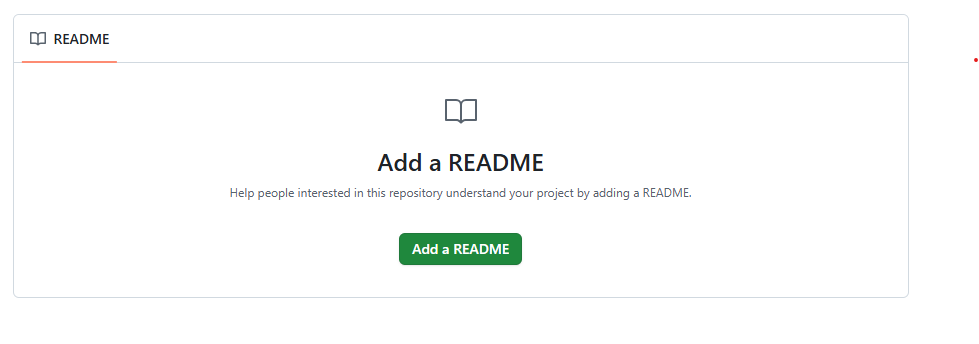 README
Add a README
Help people interested in this repository understand your project by adding a README.
Add a README